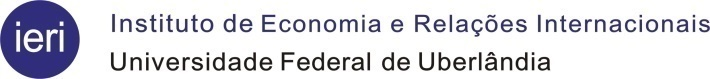 ieri
Instituto de Economia e Relações Internacionais
Universidade Federal de Uberlândia